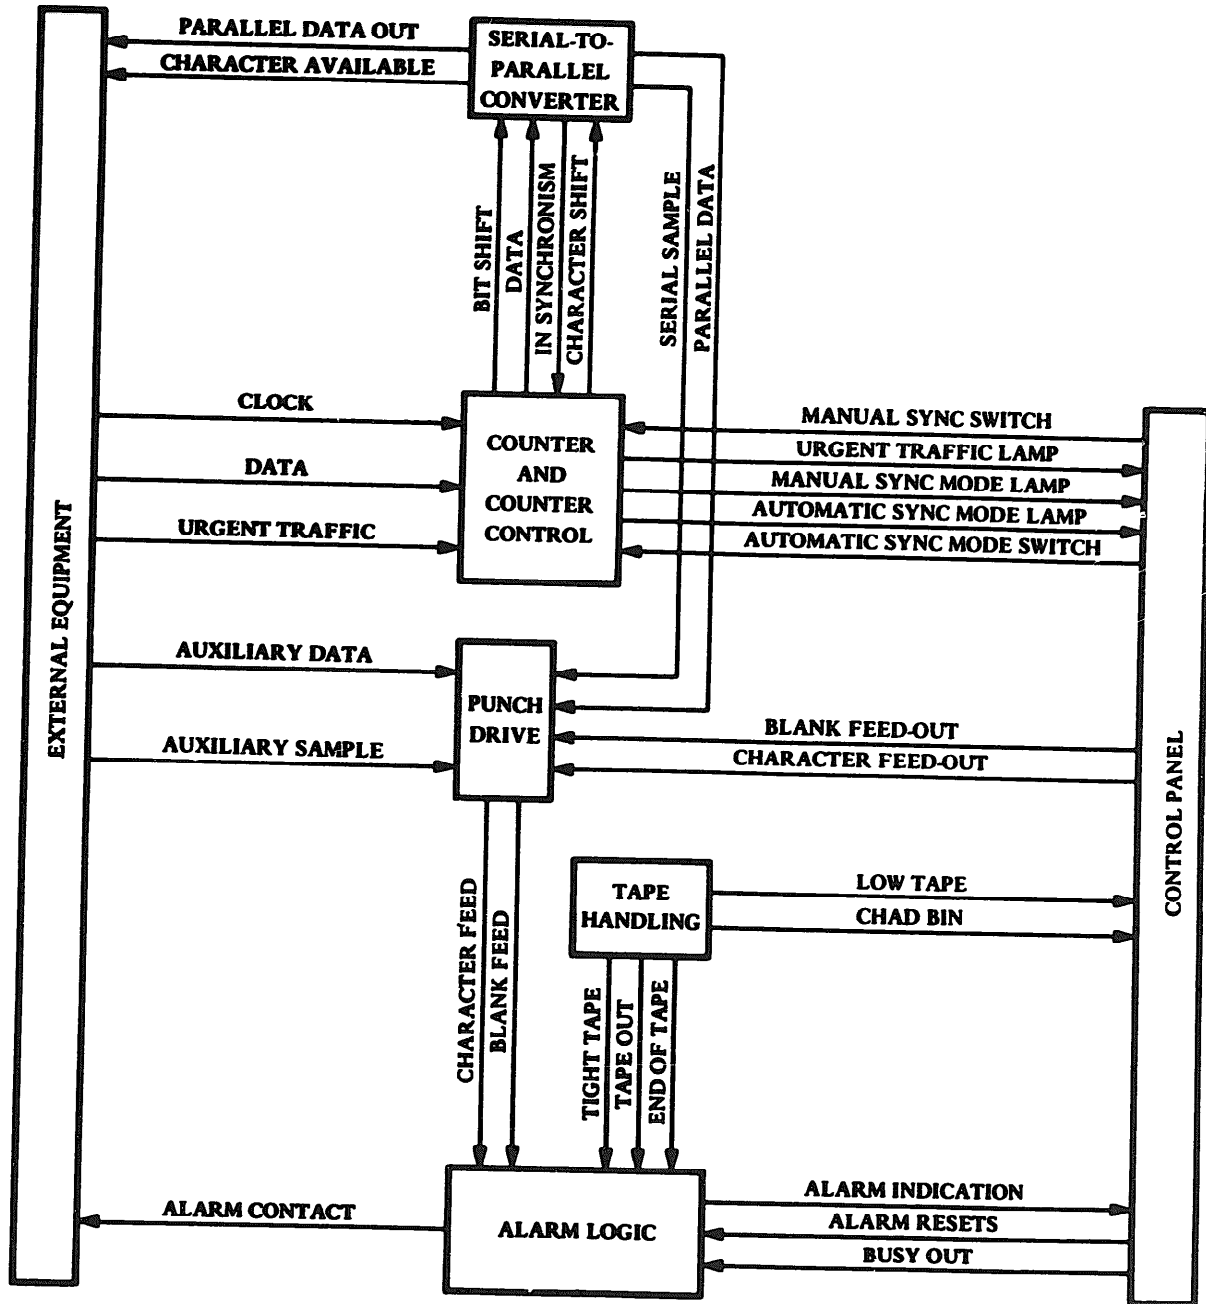 PARALLEL DATA OUT
CHARACTER AVAILABLE
SERIAL-TO-
PARALLEL
CONVERTER
BIT SHIFT
DATA
IN SYNCHRONISM
CHARACTER SHIFT
SERIAL SAMPLE
PARALLEL DATA
EXTERNAL EQUIPMENT
CLOCK
DATA
URGENT TRAFFIC
COUNTER
AND
COUNTER
CONTROL
MANUAL SYNC SWITCH
URGENT TRAFFIC LAMP
MANUAL SYNC MODE LAMP
AUTOMATIC SYNC MODE LAMP
AUTOMATIC SYNC MODE SWITCH
AUXILIARY DATA
AUXILIARY SAMPLE
PUNCH
DRIVE
BLANK FEED-OUT
CHARACTER FEED-OUT
CONTROL PANEL
CHARACTER FEED
BLANK FEED
TAPE
HANDLING
LOW TAPE
CHAD BIN
TIGHT TAPE
TAPE OUT
END OF TAPE
ALARM CONTACT
ALARM LOGIC
ALARM INDICATION
ALARM RESETS
BUSY OUT